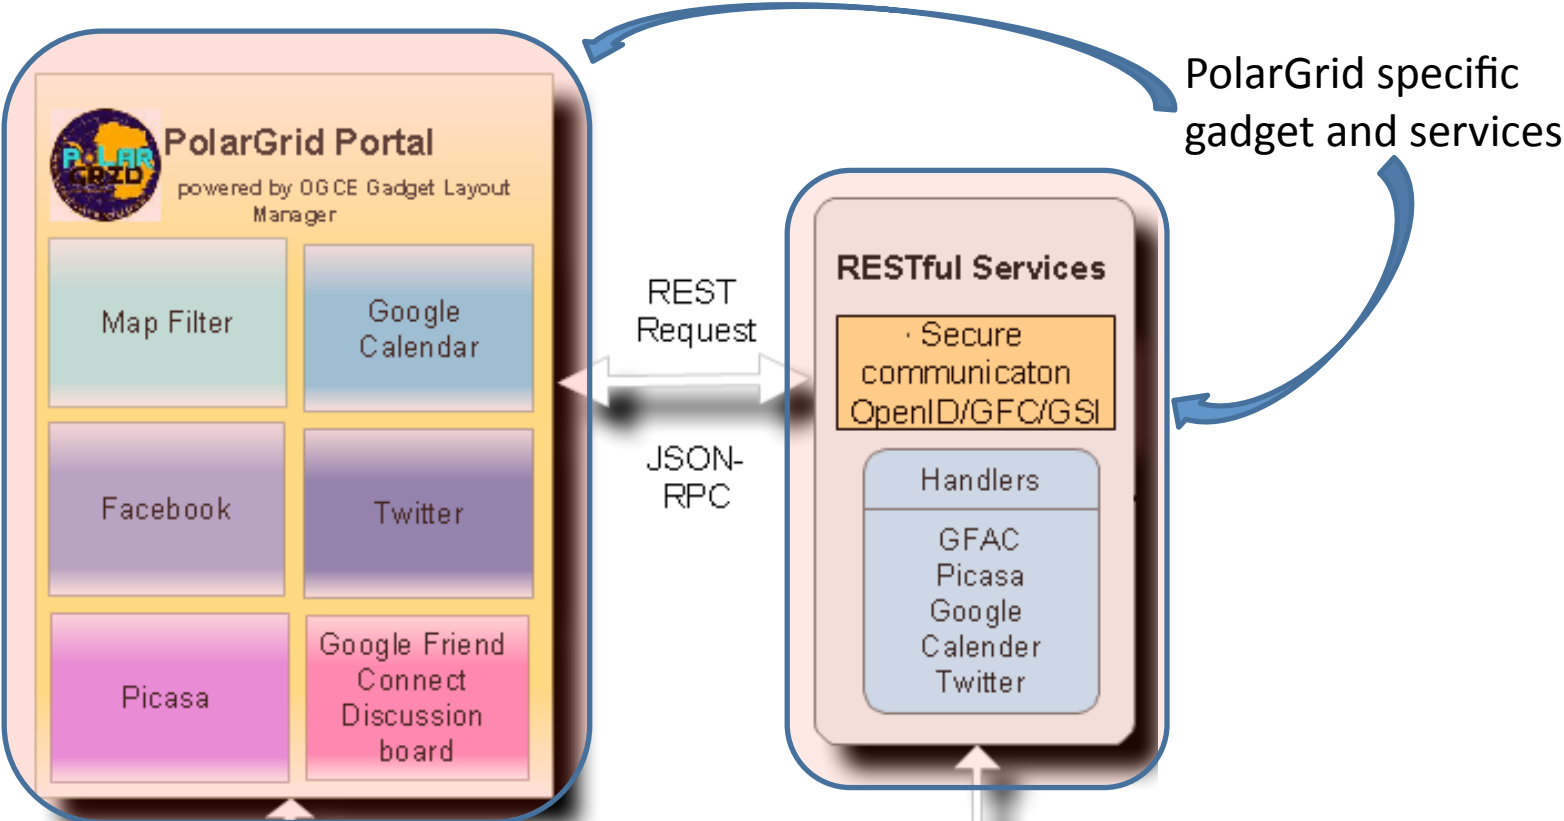 PolarGrid specific
gadget and services
POLAR
GRID
PolarGrid Portal
powered by OGCE Gadget Layout
Manager
Map Filter
Google
Calendar
Facebook
Twitter
Picasa
Google Friend
Connect
Discussion
board
REST
Request
JSON-
RPC
RESTful Services
· Secure
communicaton
OpenID/GFC/GSI
Handlers
GFAC
Picasa
Google
Calender
Twitter